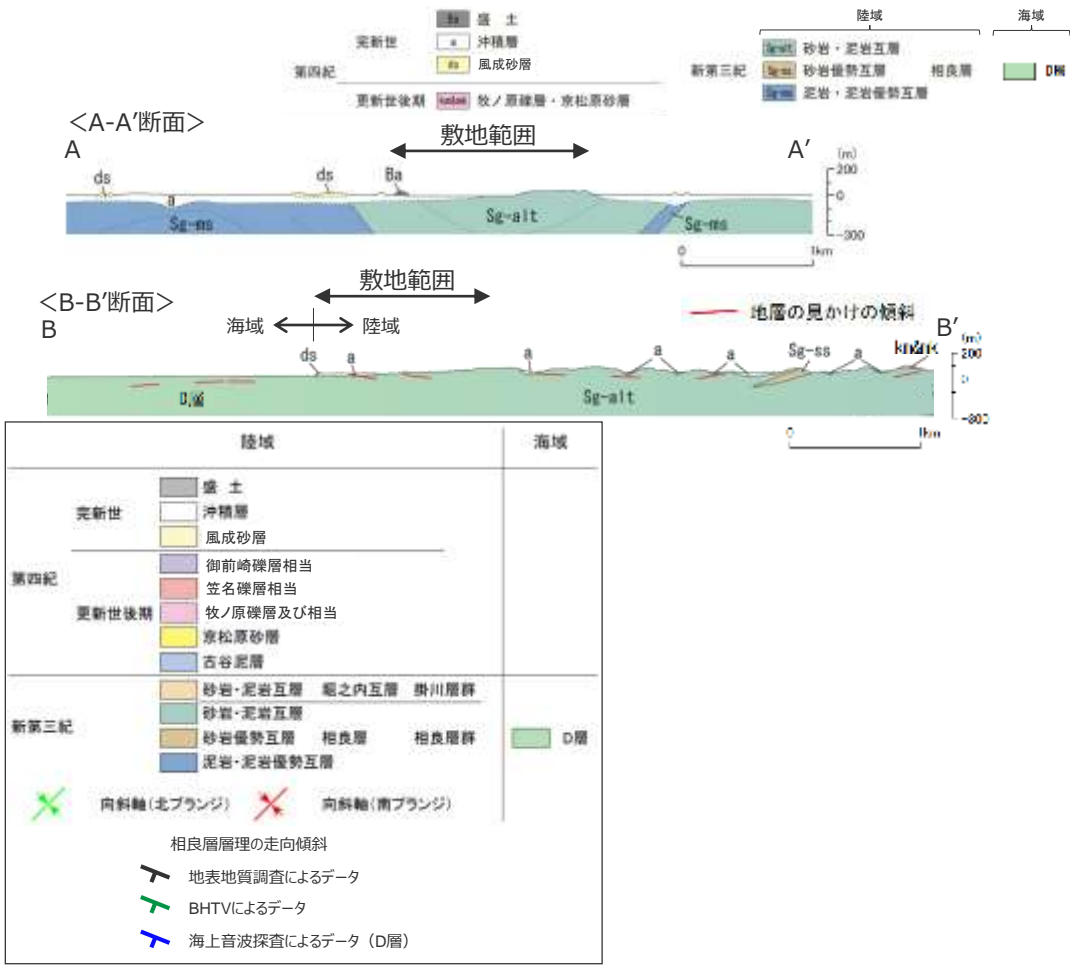 Ba 盛 土
完新世 a 沖積層
第四紀 ds 風成砂層
更新世後期 km&mk 牧ノ原礫層・京松原砂層
陸域 海域
Sg-alt 砂岩・泥岩互層
新第三紀 Sg-ss 砂岩優勢互層 相良層 D層
Sg-ms 泥岩・泥岩優勢互層
<A-A’断面>
敷地範囲
A A’
(m)
200
0
-300
ds ds Ba
a
Sg-ms Sg-alt Sg-ms
0 1km
<B-B’断面>
敷地範囲
B B’
海域 陸域
地層の見かけの傾斜
ds a a a a Sg-ss a km&mk
(m)
200
0
-300
D層 Sg-alt
0 1km
陸域 海域
盛 土
完新世 沖積層
風成砂層
第四紀 御前崎礫層相当
笠名礫層相当
更新世後期 牧ノ原礫層及び相当
京松原砂層
古谷泥層
砂岩・泥岩互層 堀之内互層 掛川層群
新第三紀 砂岩・泥岩互層
砂岩優勢互層 相良層 相良層群 D層
泥岩・泥岩優勢互層
向斜軸(北プランジ) 向斜軸(南プランジ)
相良層層理の走向傾斜
地表地質調査によるデータ
BHTVによるデータ
海上音波探査によるデータ（D層）